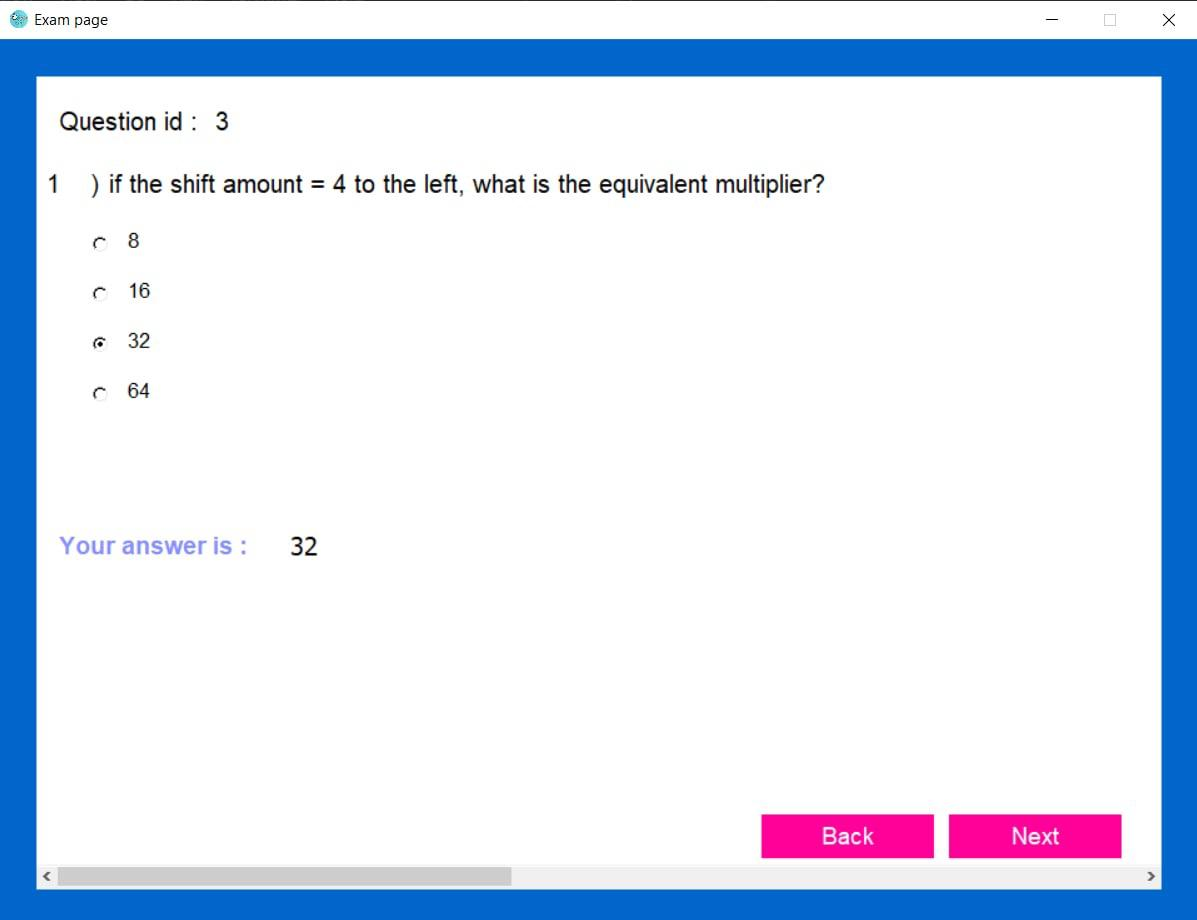 Exam page
Question id : 3
1 ) if the shift amount = 4 to the left, what is the equivalent multiplier?
8
16
32
64
Your answer is : 32
Back Next